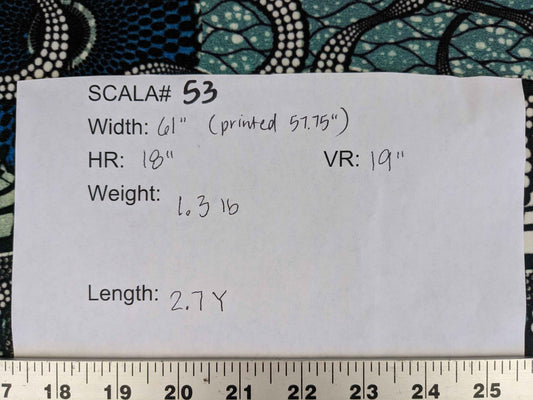 SCALA# 53
Width: 61" (printed 57.75")
HR: 18" VR: 19"
Weight: 1.3 lb
Length: 2.7 Y
17 18 19 20 21 22 23 24 25